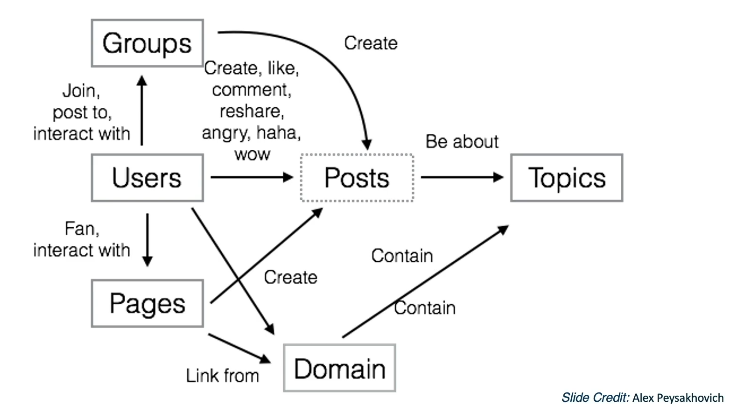 Groups
Create
Create, like,
comment,
reshare,
angry, haha,
wow
Join,
post to,
interact with
Be about
Users
Posts
Topics
Fan,
interact with
Contain
Create
Pages
Contain
Link from
Domain
Slide Credit: Alex Peysakhovich